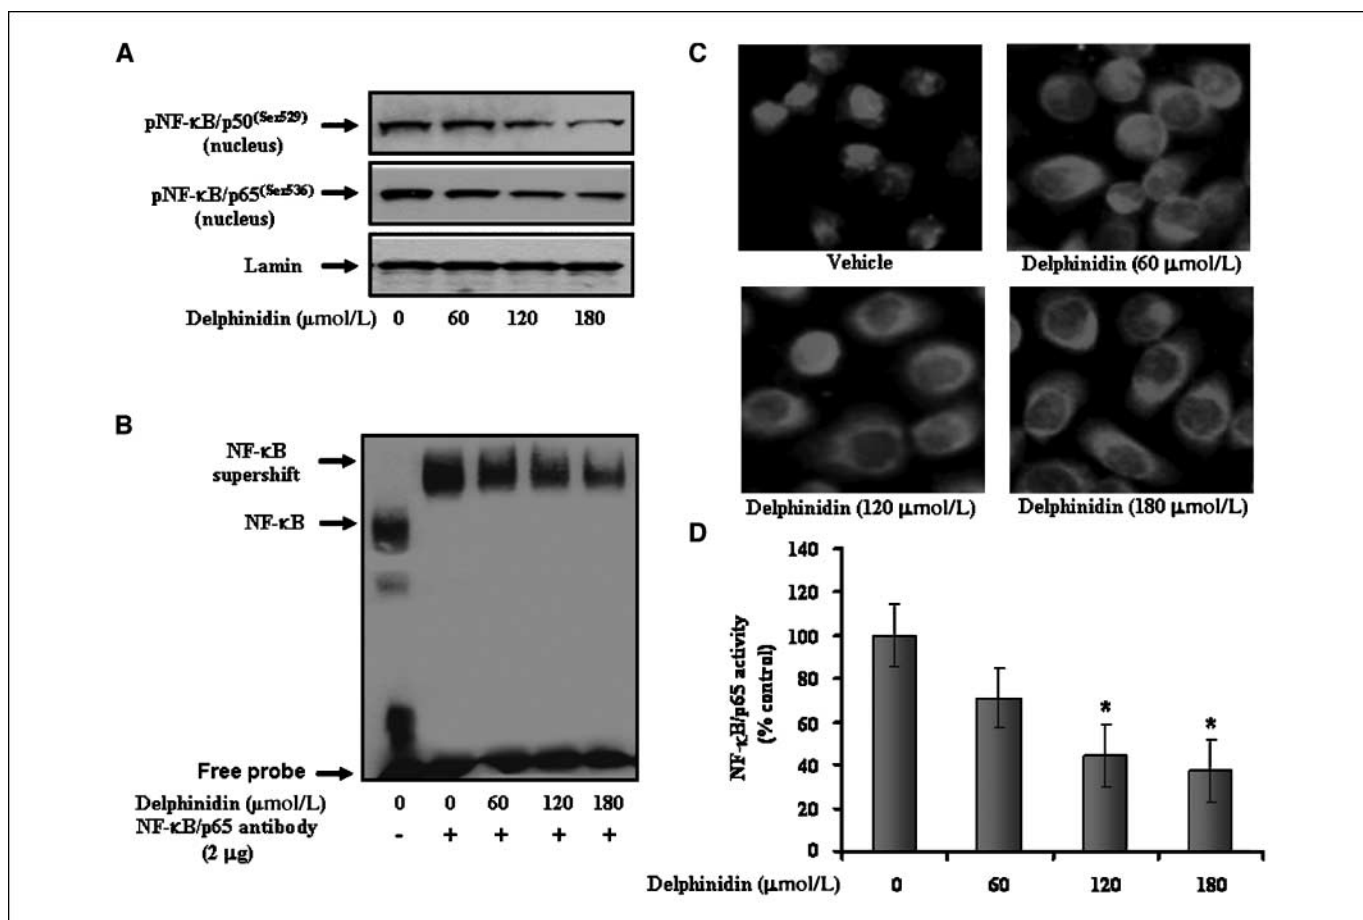 A
pNF-κB/p50(Ser529)
(nucleus)
pNF-κB/p65(Ser536)
(nucleus)
Lamin
Delphinidin (μmol/L) 0 60 120 180
B
NF-κB
supershift
NF-κB
Free probe
Delphinidin (μmol/L) 0 0 60 120 180
NF-κB/p65 antibody - + + + +
(2 μg)
C
Vehicle
Delphinidin (60 μmol/L)
Delphinidin (120 μmol/L)
Delphinidin (180 μmol/L)
D
NF-κB/p65 activity
(% control)
140
120
100
80
60
40
20
0
* *
Delphinidin (μmol/L) 0 60 120 180